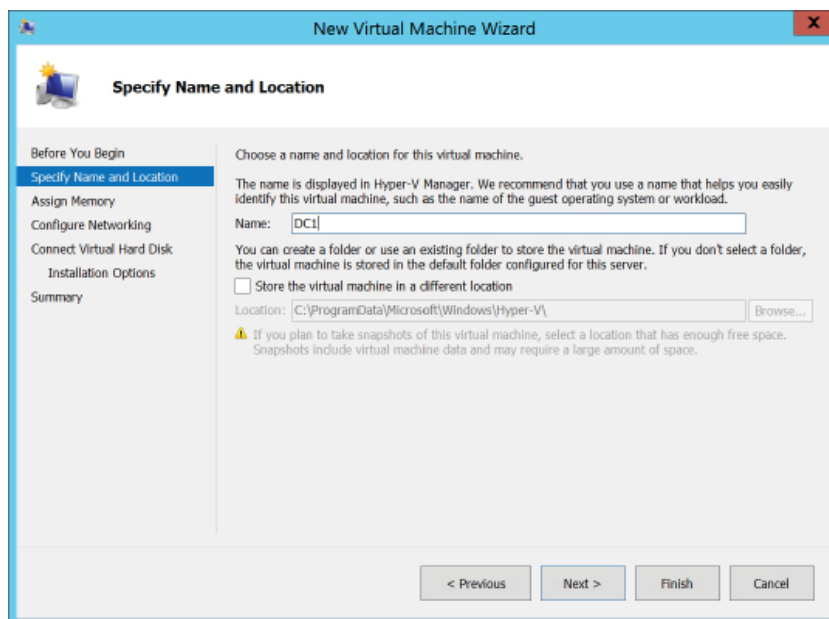 New Virtual Machine Wizard
X
Specify Name and Location
Before You Begin
Specify Name and Location
Assign Memory
Configure Networking
Connect Virtual Hard Disk
Installation Options
Summary
Choose a name and location for this virtual machine.
The name is displayed in Hyper-V Manager. We recommend that you use a name that helps you easily
identify this virtual machine, such as the name of the guest operating system or workload.
Name: DC1
You can create a folder or use an existing folder to store the virtual machine. If you don't select a folder,
the virtual machine is stored in the default folder configured for this server.
Store the virtual machine in a different location
Location: C:\ProgramData\Microsoft\Windows\Hyper-V\ Browse...
If you plan to take snapshots of this virtual machine, select a location that has enough free space.
Snapshots include virtual machine data and may require a large amount of space.
< Previous Next > Finish Cancel